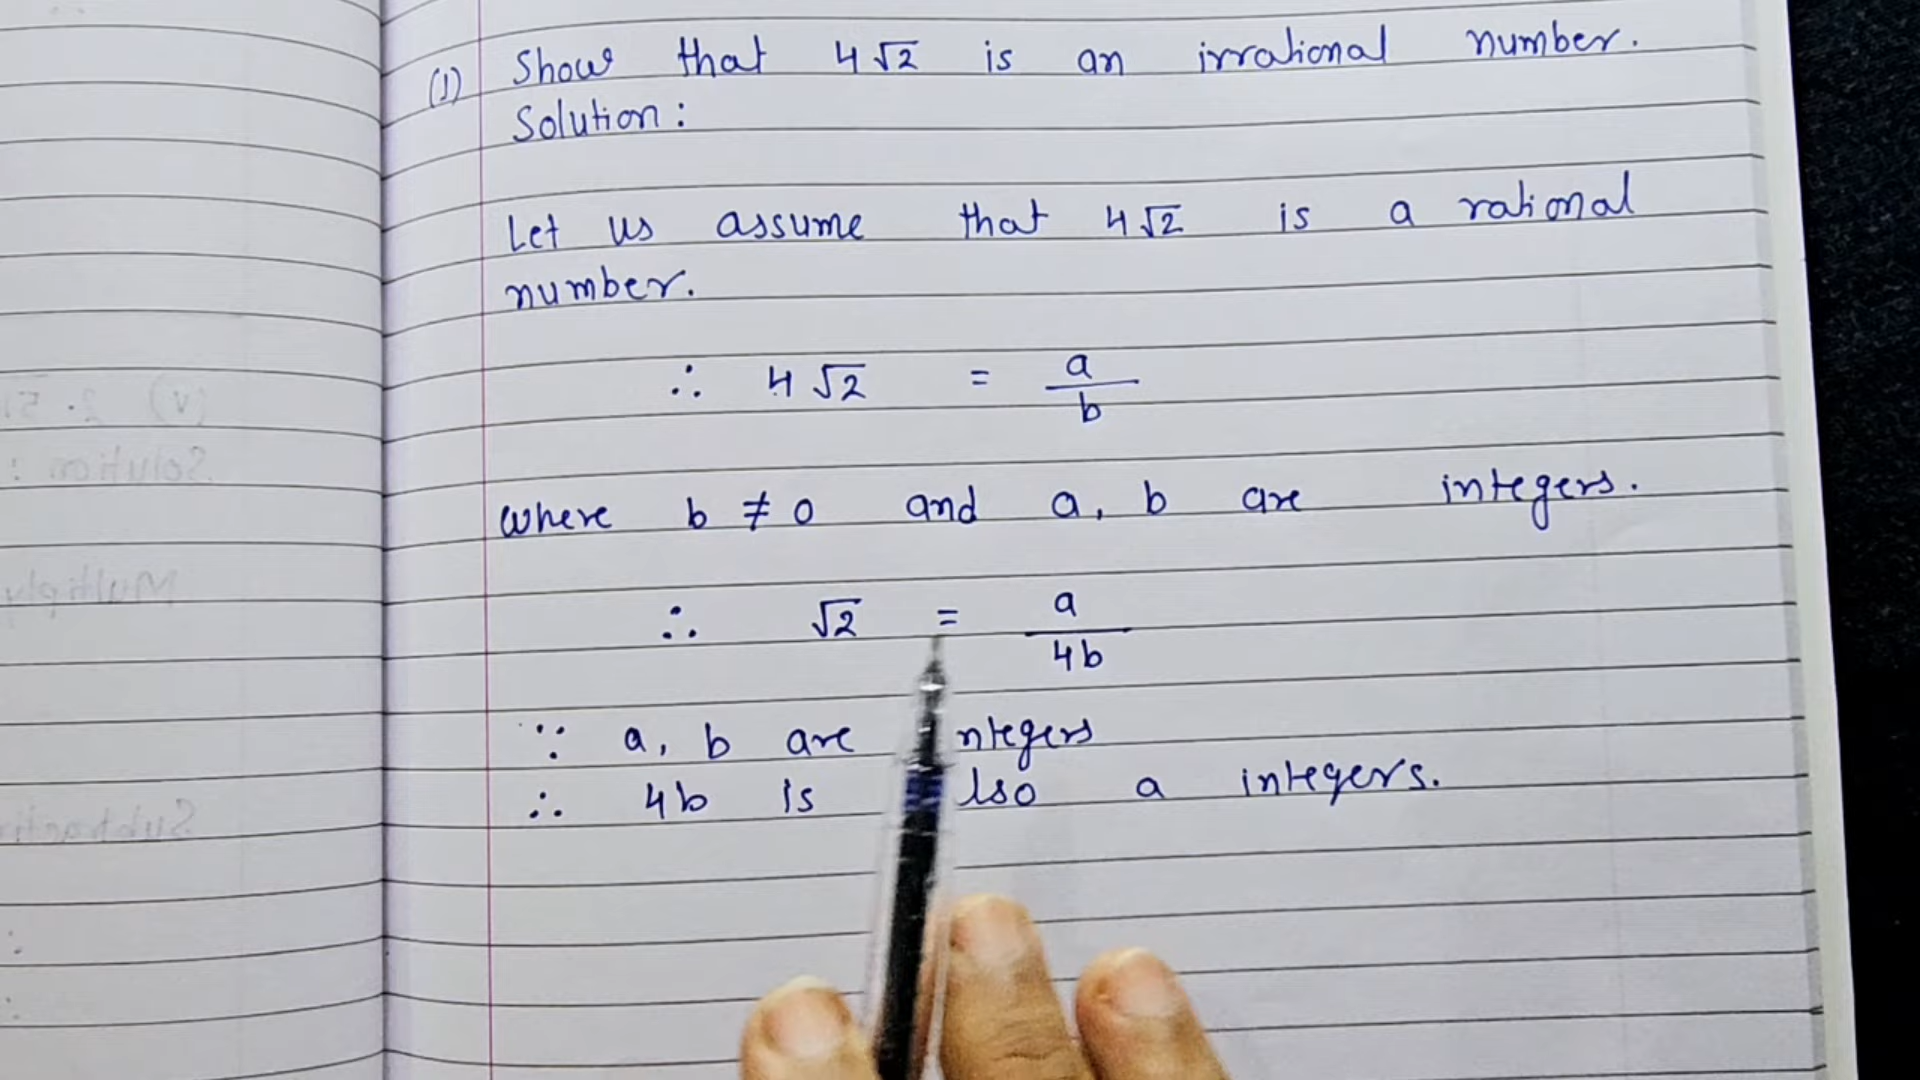 (1) Show that 4√2 is an irrational number.
Solution:
Let us assume that 4√2 is a rational
number.
∴ 4√2 = a/b
where b ≠ 0 and a, b are integers.
∴ √2 = a/4b
∵ a, b are ntegers
∴ 4b is lso a integers.